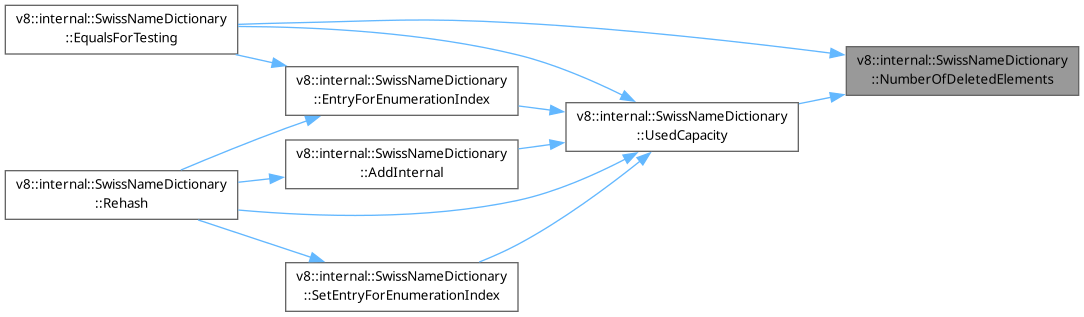 v8::internal::SwissNameDictionary
::EqualsForTesting
v8::internal::SwissNameDictionary
::NumberOfDeletedElements
v8::internal::SwissNameDictionary
::EntryForEnumerationIndex
v8::internal::SwissNameDictionary
::UsedCapacity
v8::internal::SwissNameDictionary
::AddInternal
v8::internal::SwissNameDictionary
::Rehash
v8::internal::SwissNameDictionary
::SetEntryForEnumerationIndex